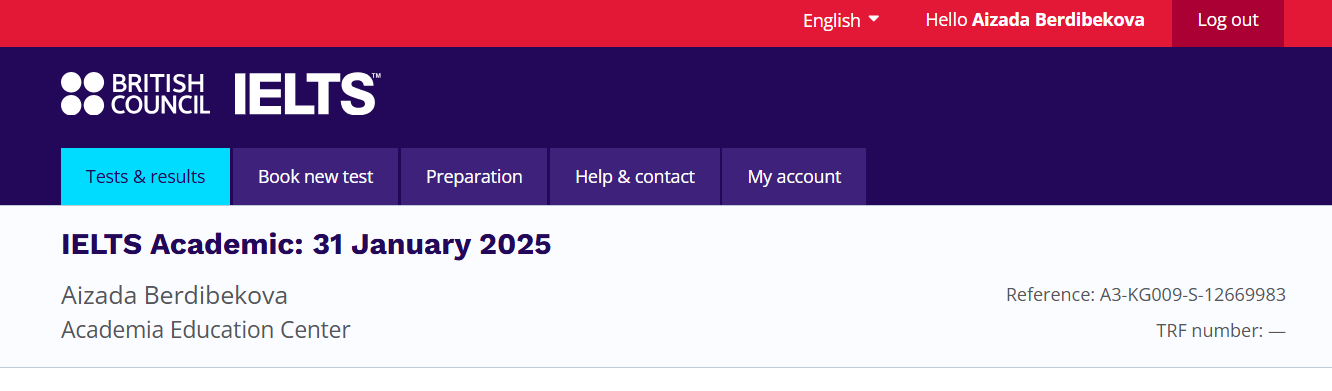 English
Hello Aizada Berdibekova
Log out
BRITISH
COUNCIL
IELTS™
Tests & results
Book new test
Preparation
Help & contact
My account
IELTS Academic: 31 January 2025
Aizada Berdibekova
Reference: A3-KG009-S-12669983
Academia Education Center
TRF number: —